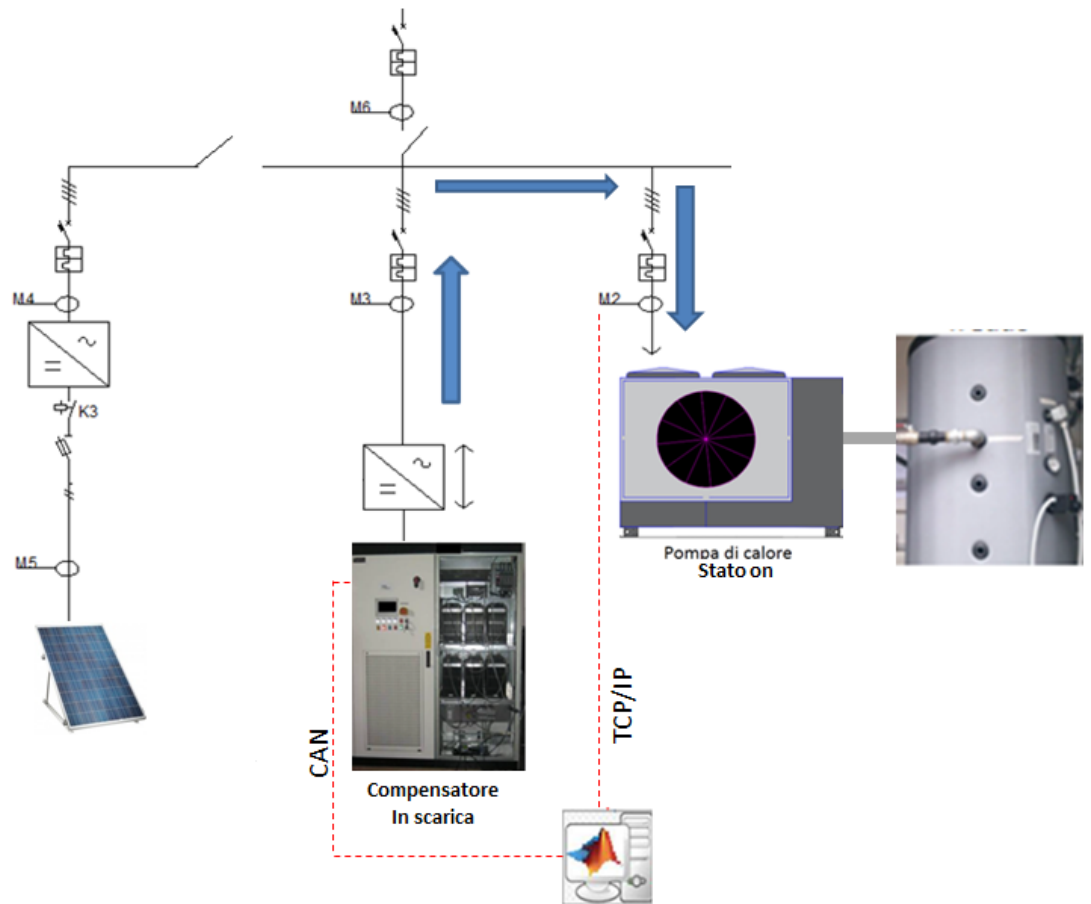 M6
M4
M3
M2
K3
M5
Pompa di calore
Stato on
CAN
TCP/IP
Compensatore
In scarica